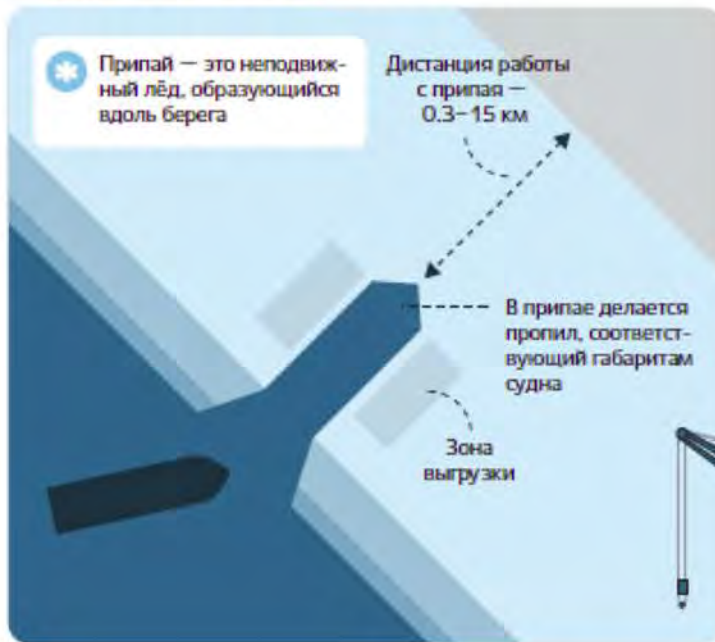 Припай — это неподвиж-
ный лёд, образующийся
вдоль берега
Дистанция работы
с припая —
0.3–15 км
В припае делается
пропил, соответст-
вующий габаритам
судна
Зона
выгрузки